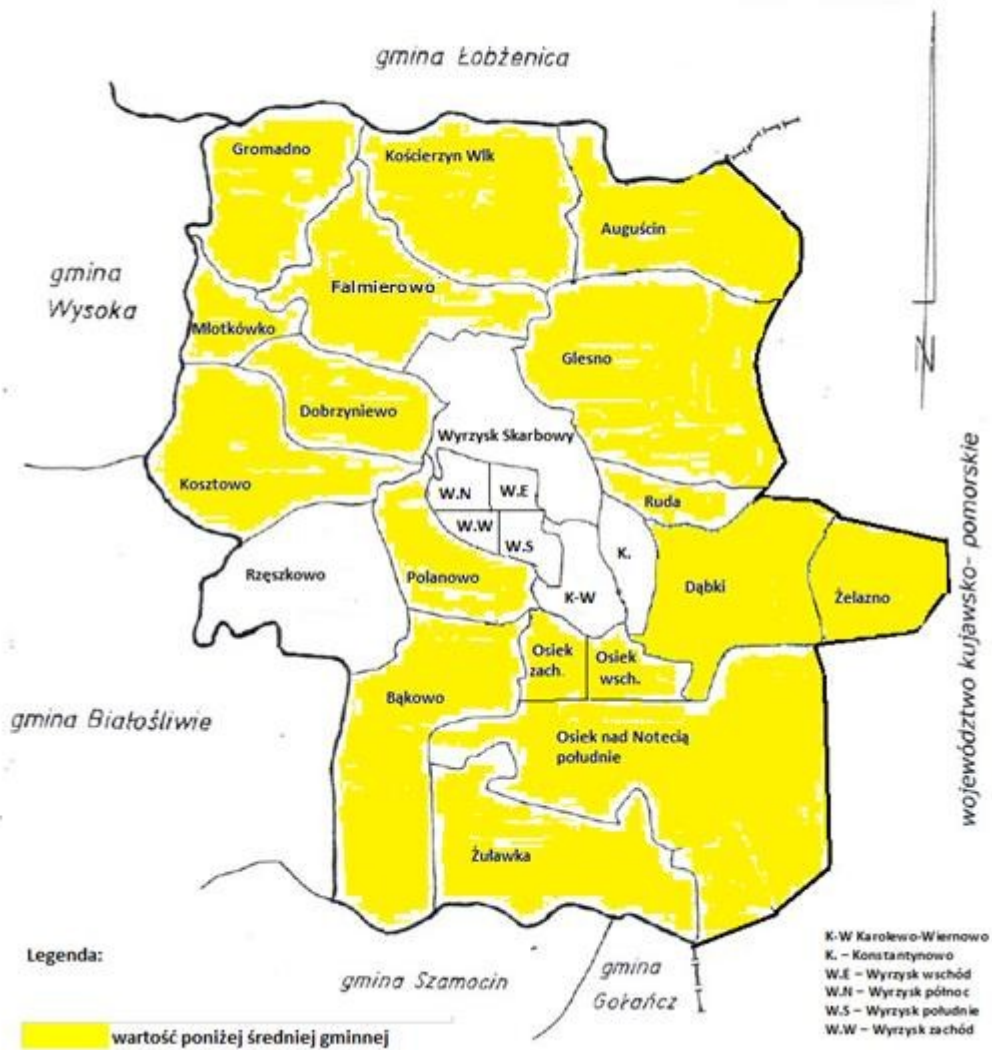 gmina Łobżenica
Gromadno
Kościerzyn Wlk
Auguścin
gmina
Wysoka
Falmierowo
Młotkówko
Glesno
Dobrzyniewo
Wyrzysk Skarbowy
Kosztowo
W.N
W.E
Ruda
W.W
W.S
K.
Rzęszkowo
Polanowo
K-W
Dąbki
Żelazno
województwo kujawsko- pomorskie
N
Osiek
zach.
Osiek
wsch.
Bąkowo
gmina Białośliwie
Osiek nad Notecią
południe
Żuławka
Legenda:
gmina Szamocin
gmina
Gołańcz
K-W Karolewo-Wiernowo
K. – Konstantynowo
W.E – Wyrzysk wschód
W.N – Wyrzysk północ
W.S – Wyrzysk południe
W.W – Wyrzysk zachód
wartość poniżej średniej gminnej